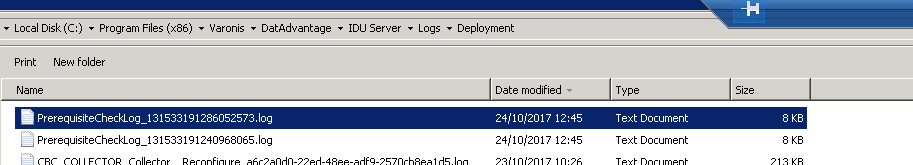 Local Disk (C:) Program Files (x86) Varonis DatAdvantage IDU Server Logs Deployment
Print New folder
Name Date modified Type Size
PrerequisiteCheckLog_131533191286052573.log 24/10/2017 12:45 Text Document 8 KB
PrerequisiteCheckLog_131533191240968065.log 24/10/2017 12:45 Text Document 8 KB
CBC_COLLECTOR_Collector__Reconfigure_a6c2a0d0-22ed-48ee-adf9-2570cb8ea1d5.log 23/10/2017 10:26 Text Document 213 KB